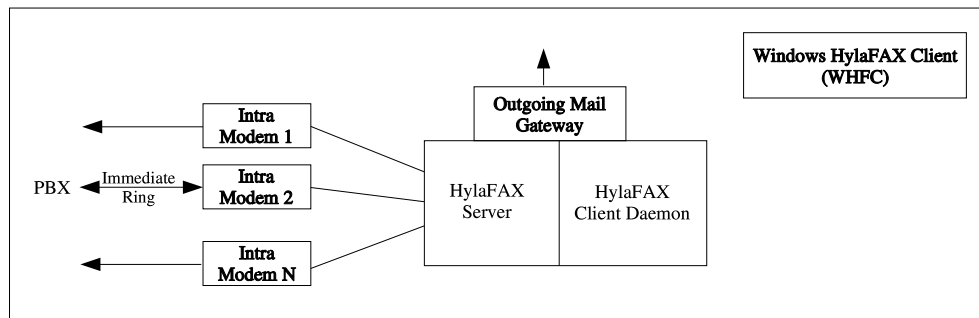 Windows HylaFAX Client
(WHFC)
Outgoing Mail
Gateway
Intra
Modem 1
PBX
Immediate
Ring
Intra
Modem 2
HylaFAX
Server
HylaFAX
Client Daemon
Intra
Modem N